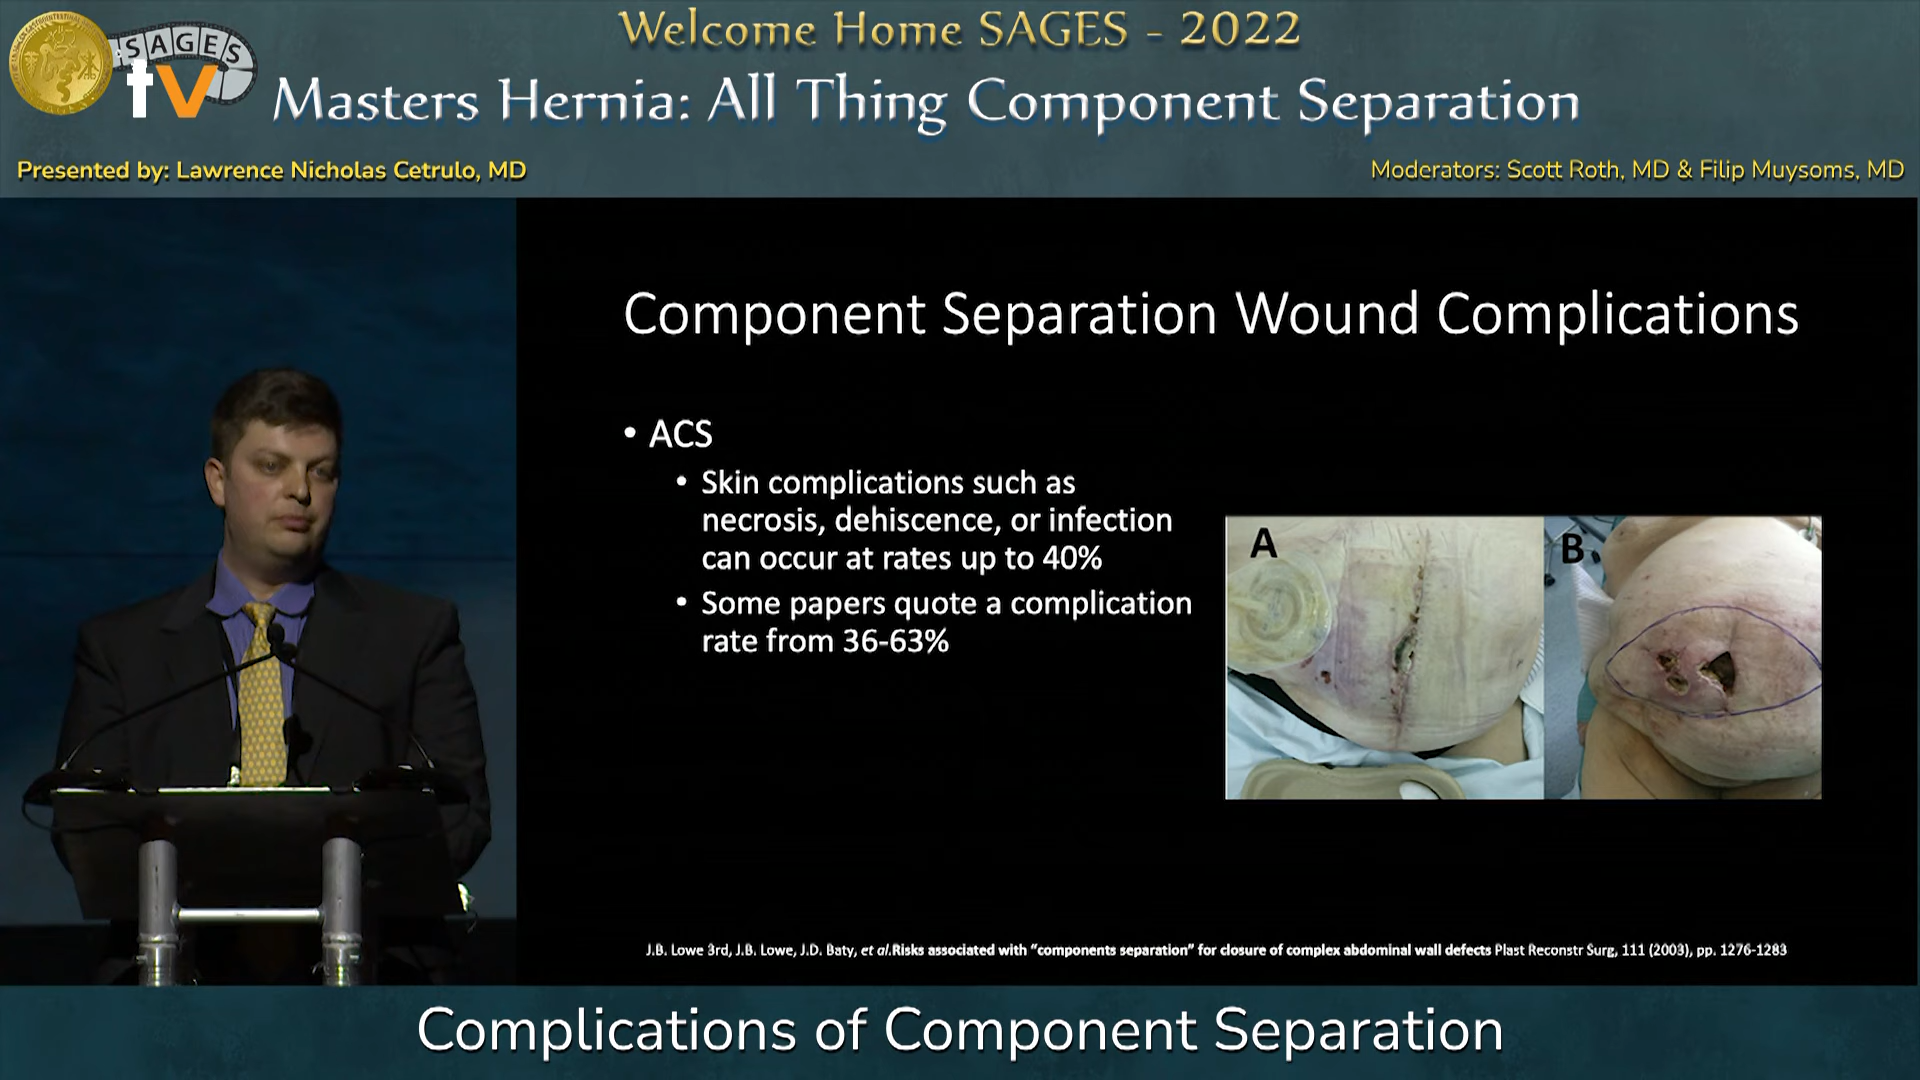 Welcome Home SAGES - 2022
SAGES
tv
Masters Hernia: All Thing Component Separation
Presented by: Lawrence Nicholas Cetrulo, MD
Moderators: Scott Roth, MD & Filip Muysoms, MD
Component Separation Wound Complications
• ACS
• Skin complications such as
necrosis, dehiscence, or infection
can occur at rates up to 40%
• Some papers quote a complication
rate from 36-63%
A
B
J.B. Lowe 3rd, J.B. Lowe, J.D. Baty, et al.Risks associated with “components separation” for closure of complex abdominal wall defects Plast Reconstr Surg, 111 (2003), pp. 1276-1283
Complications of Component Separation